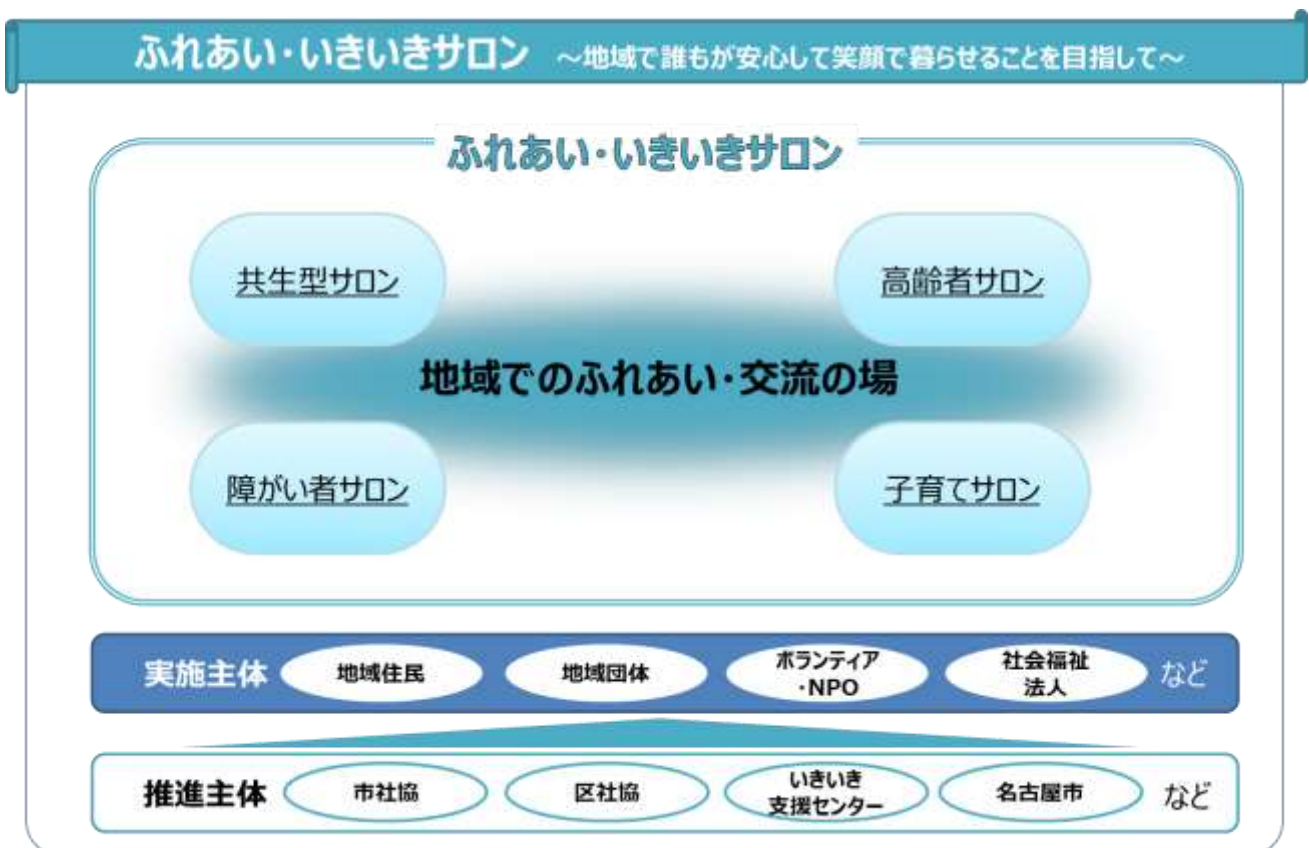 ふれあい・いきいきサロン ～地域で誰もが安心して笑顔で暮らせることを目指して～
ふれあい・いきいきサロン
共生型サロン
高齢者サロン
地域でのふれあい・交流の場
障がい者サロン
子育てサロン
実施主体
地域住民
地域団体
ボランティア
・NPO
社会福祉
法人
など
推進主体
市社協
区社協
いきいき
支援センター
名古屋市
など